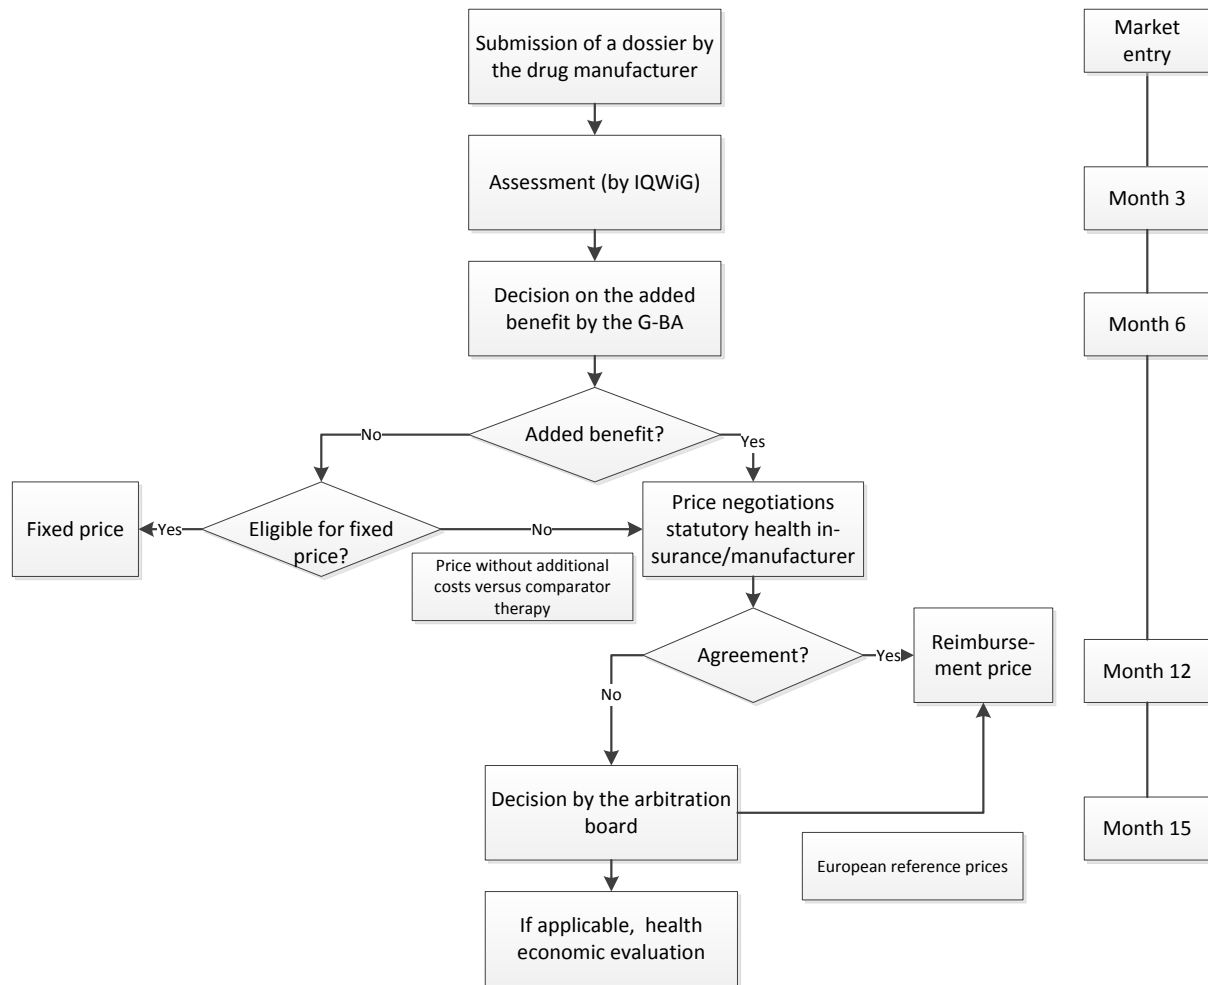 Submission of a dossier by
the drug manufacturer
Market
entry
Assessment (by IQWiG)
Month 3
Decision on the added
benefit by the G-BA
Month 6
Added benefit?
No
Yes
Fixed price
Yes
Eligible for fixed
price?
No
Price negotiations
statutory health in-
surance/manufacturer
Price without additional
costs versus comparator
therapy
Agreement?
Yes
Reimburse-
ment price
Month 12
No
Decision by the arbitration
board
Month 15
European reference prices
If applicable, health
economic evaluation